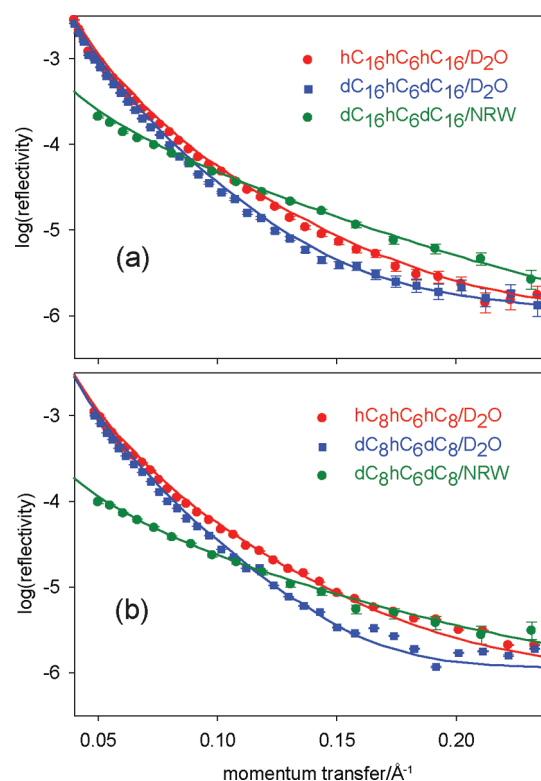 (a)
hC₁₆hC₆hC₁₆/D₂O
dC₁₆hC₆dC₁₆/D₂O
dC₁₆hC₆dC₁₆/NRW
log(reflectivity)
-3
-4
-5
-6
(b)
hC₈hC₆hC₈/D₂O
dC₈hC₆dC₈/D₂O
dC₈hC₆dC₈/NRW
log(reflectivity)
-3
-4
-5
-6
0.05 0.10 0.15 0.20
momentum transfer/Å⁻¹